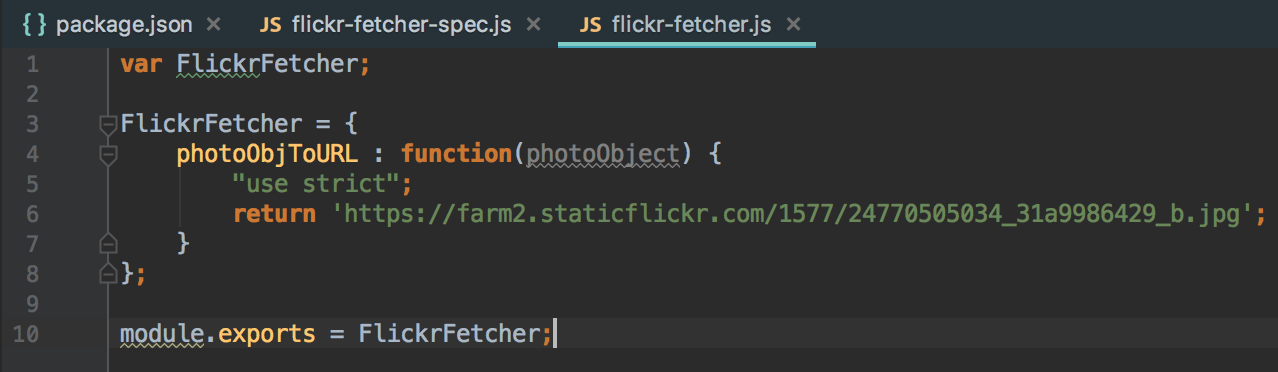 { } package.json ×
JS flickr-fetcher-spec.js ×
JS flickr-fetcher.js ×
1 var FlickrFetcher;
2
3 FlickrFetcher = {
4 photoObjToURL : function(photoObject) {
5 "use strict";
6 return 'https://farm2.staticflickr.com/1577/24770505034_31a9986429_b.jpg';
7 }
8 };
9
10 module.exports = FlickrFetcher;